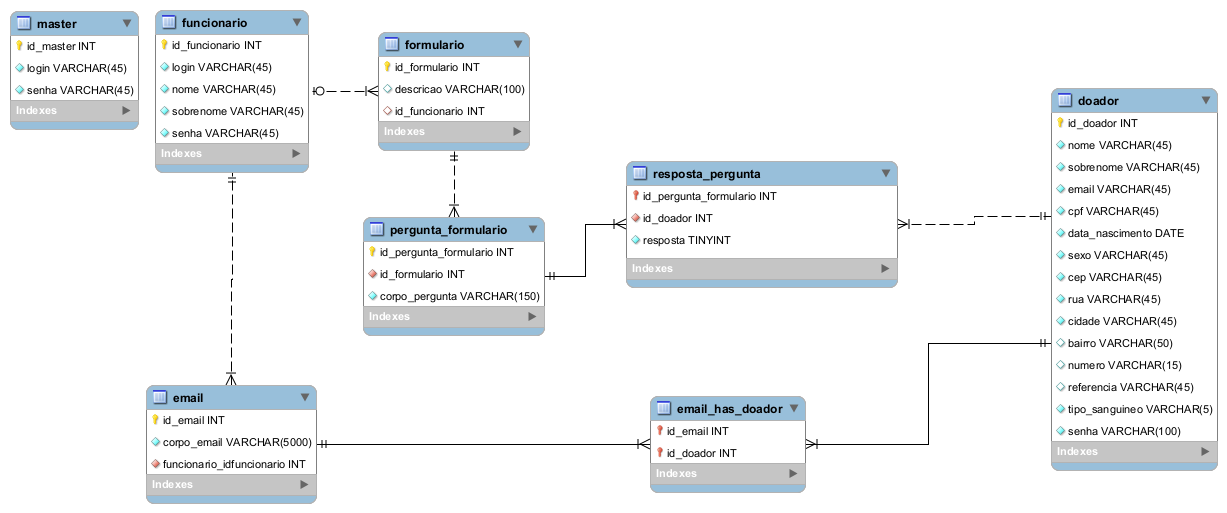 master
id_master INT
login VARCHAR(45)
senha VARCHAR(45)
Indexes
funcionario
id_funcionario INT
login VARCHAR(45)
nome VARCHAR(45)
sobrenome VARCHAR(45)
senha VARCHAR(45)
Indexes
formulario
id_formulario INT
descricao VARCHAR(100)
id_funcionario INT
Indexes
pergunta_formulario
id_pergunta_formulario INT
id_formulario INT
corpo_pergunta VARCHAR(150)
Indexes
resposta_pergunta
id_pergunta_formulario INT
id_doador INT
resposta TINYINT
Indexes
doador
id_doador INT
nome VARCHAR(45)
sobrenome VARCHAR(45)
email VARCHAR(45)
cpf VARCHAR(45)
data_nascimento DATE
sexo VARCHAR(45)
cep VARCHAR(45)
rua VARCHAR(45)
cidade VARCHAR(45)
bairro VARCHAR(50)
numero VARCHAR(15)
referencia VARCHAR(45)
tipo_sanguineo VARCHAR(5)
senha VARCHAR(100)
Indexes
email
id_email INT
corpo_email VARCHAR(5000)
funcionario_idfuncionario INT
Indexes
email_has_doador
id_email INT
id_doador INT
Indexes